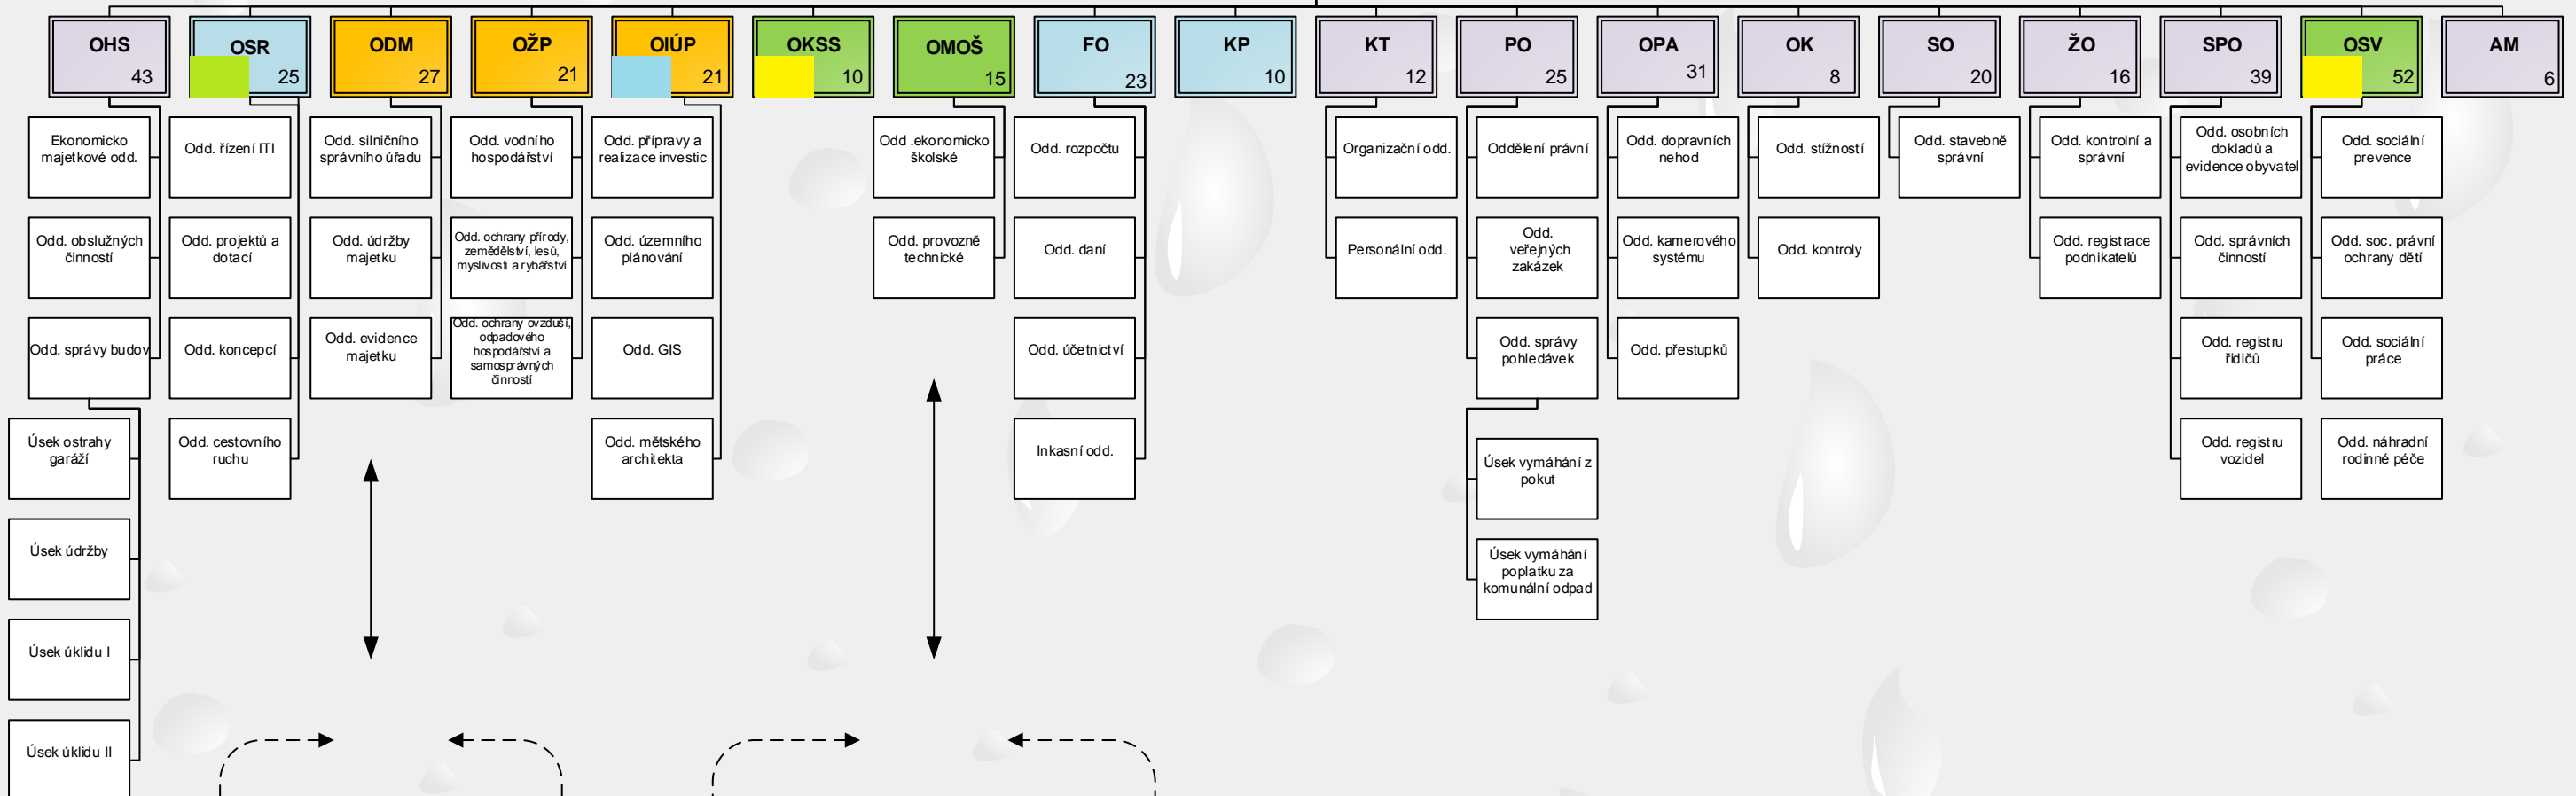 OHS
43
OSR
25
ODM
27
OŽP
21
OIÚP
21
OKSS
10
OMOŠ
15
FO
23
KP
10
KT
12
PO
25
OPA
31
OK
8
SO
20
ŽO
16
SPO
39
OSV
52
AM
6
Ekonomicko
majetkové odd.
Odd. obslužných
činností
Odd. správy budov
Úsek ostrahy
garáží
Úsek údržby
Úsek úklidu I
Úsek úklidu II
Odd. řízení ITI
Odd. projektů a
dotací
Odd. koncepcí
Odd. cestovního
ruchu
Odd. silničního
správního úřadu
Odd. údržby
majetku
Odd. evidence
majetku
Odd. vodního
hospodářství
Odd. ochrany přírody,
zemědělství, lesů,
myslivosti a rybářství
Odd. ochrany ovzduší,
odpadového
hospodářství a
samosprávných
činností
Odd. přípravy a
realizace investic
Odd. územního
plánování
Odd. GIS
Odd. mětského
architekta
Odd .ekonomicko
školské
Odd. provozně
technické
Odd. rozpočtu
Odd. daní
Odd. účetnictví
Inkasní odd.
Organizační odd.
Personální odd.
Oddělení právní
Odd.
veřejných
zakázek
Odd. správy
pohledávek
Úsek vymáhání z
pokut
Úsek vymáhání
poplatku za
komunální odpad
Odd. dopravních
nehod
Odd. kamerového
systému
Odd. přestupků
Odd. stížností
Odd. kontroly
Odd. stavebně
správní
Odd. kontrolní a
správní
Odd. registrace
podnikatelů
Odd. osobních
dokladů a
evidence obyvatel
Odd. správních
činností
Odd. registru
řidičů
Odd. registru
vozidel
Odd. sociální
prevence
Odd. soc. právní
ochrany dětí
Odd. sociální
práce
Odd. náhradní
rodinné péče